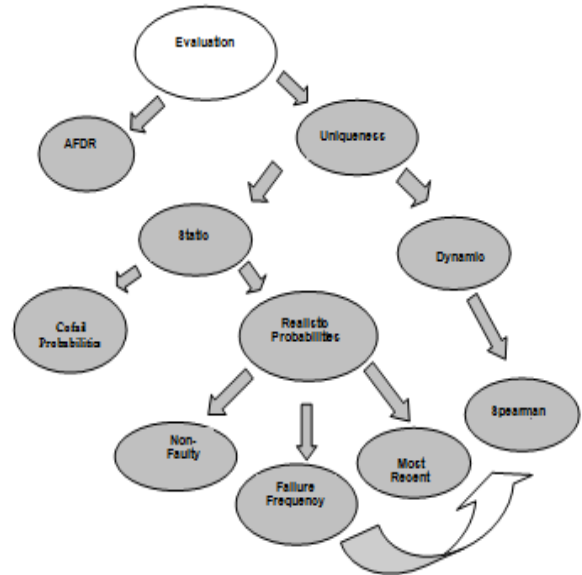 Evaluation
AFDR
Uniqueness
Static
Dynamic
Cofail
Probabilities
Realistic
Probabilities
Spearman
Non-
Faulty
Most
Recent
Failure
Frequency